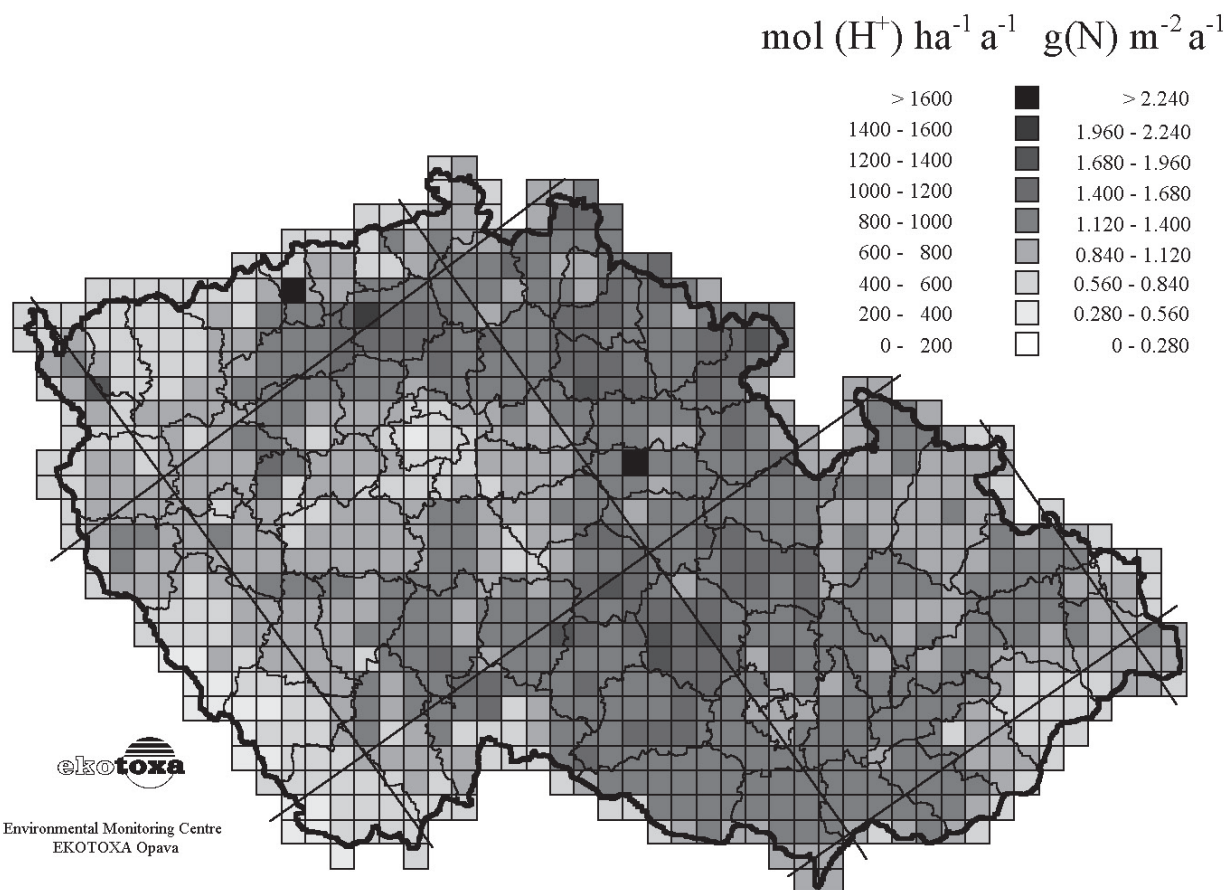 mol (H⁺) ha⁻¹ a⁻¹ g(N) m⁻² a⁻¹
> 1600 > 2.240
1400 - 1600 1.960 - 2.240
1200 - 1400 1.680 - 1.960
1000 - 1200 1.400 - 1.680
800 - 1000 1.120 - 1.400
600 - 800 0.840 - 1.120
400 - 600 0.560 - 0.840
200 - 400 0.280 - 0.560
0 - 200 0 - 0.280
ekotoxa
Environmental Monitoring Centre
EKOTOXA Opava